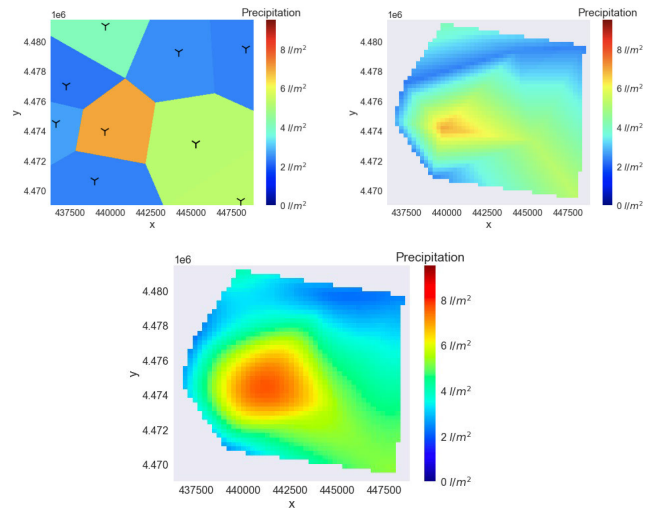 Precipitation
1e6
4.480
4.478
4.476
4.474
4.472
4.470
y
437500 440000 442500 445000 447500
x
8 l/m²
6 l/m²
4 l/m²
2 l/m²
0 l/m²
Precipitation
1e6
4.480
4.478
4.476
4.474
4.472
4.470
y
437500 440000 442500 445000 447500
x
8 l/m²
6 l/m²
4 l/m²
2 l/m²
0 l/m²
Precipitation
1e6
4.480
4.478
4.476
4.474
4.472
4.470
y
437500 440000 442500 445000 447500
x
8 l/m²
6 l/m²
4 l/m²
2 l/m²
0 l/m²